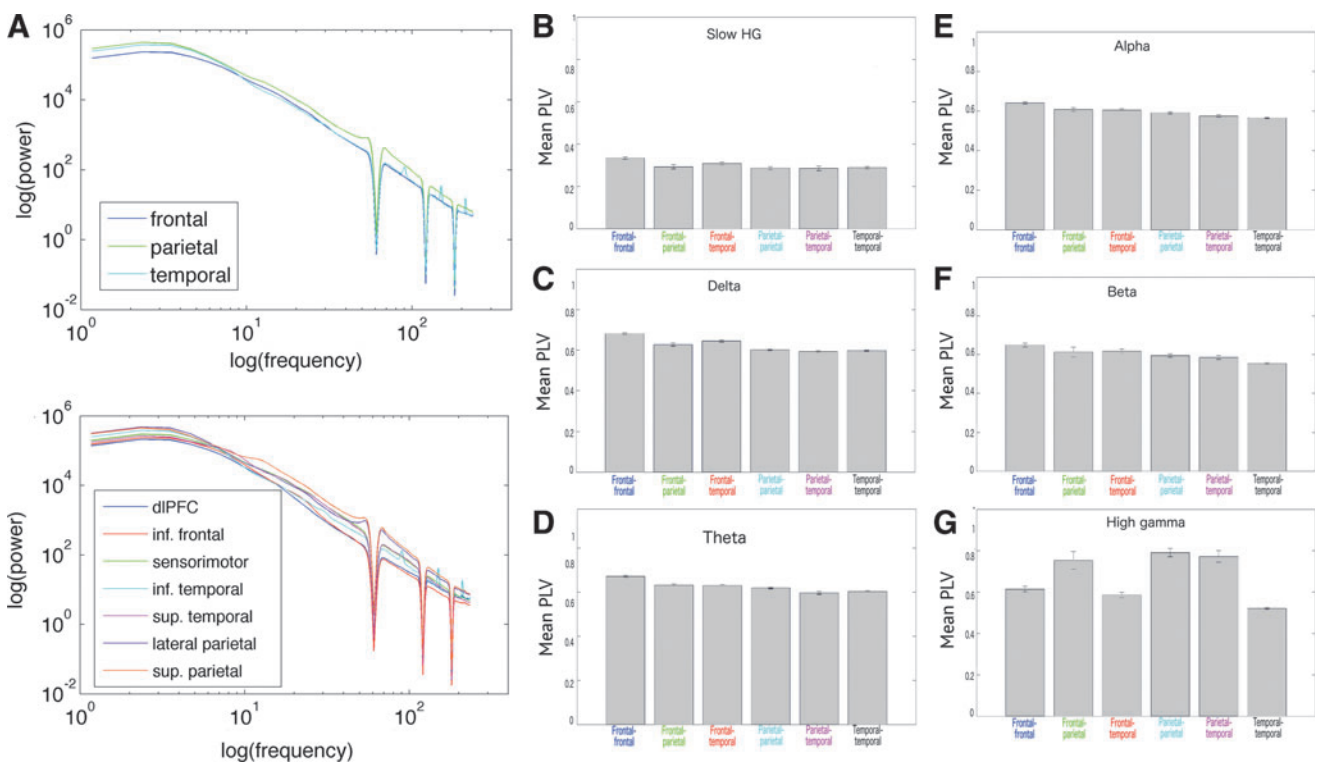 A
10^6
10^4
10^2
10^0
10^-2
log(power)
frontal
parietal
temporal
10^0
10^1
10^2
log(frequency)
10^6
10^4
10^2
10^0
10^-2
log(power)
dlPFC
inf. frontal
sensorimotor
inf. temporal
sup. temporal
lateral parietal
sup. parietal
10^0
10^1
10^2
log(frequency)
B
Slow HG
Mean PLV
1
0.8
0.6
0.4
0.2
0
Frontal-
frontal
Frontal-
parietal
Frontal-
temporal
Parietal-
parietal
Parietal-
temporal
Temporal-
temporal
C
Delta
Mean PLV
1
0.8
0.6
0.4
0.2
0
Frontal-
frontal
Frontal-
parietal
Frontal-
temporal
Parietal-
parietal
Parietal-
temporal
Temporal-
temporal
D
Theta
Mean PLV
1
0.8
0.6
0.4
0.2
0
Frontal-
frontal
Frontal-
parietal
Frontal-
temporal
Parietal-
parietal
Parietal-
temporal
Temporal-
temporal
E
Alpha
Mean PLV
1
0.8
0.6
0.4
0.2
0
Frontal-
frontal
Frontal-
parietal
Frontal-
temporal
Parietal-
parietal
Parietal-
temporal
Temporal-
temporal
F
Beta
Mean PLV
1
0.8
0.6
0.4
0.2
0
Frontal-
frontal
Frontal-
parietal
Frontal-
temporal
Parietal-
parietal
Parietal-
temporal
Temporal-
temporal
G
High gamma
Mean PLV
1
0.8
0.6
0.4
0.2
0
Frontal-
frontal
Frontal-
parietal
Frontal-
temporal
Parietal-
parietal
Parietal-
temporal
Temporal-
temporal